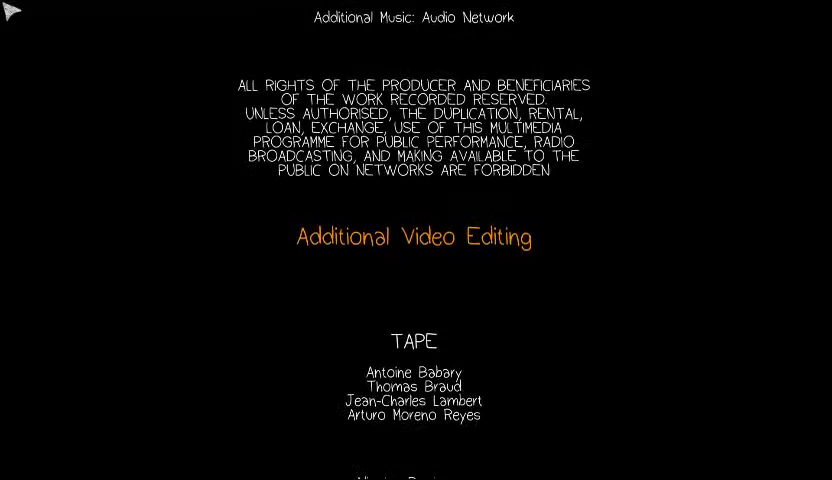 Additional Music: Audio Network
ALL RIGHTS OF THE PRODUCER AND BENEFICIARIES
OF THE WORK RECORDED RESERVED.
UNLESS AUTHORISED, THE DUPLICATION, RENTAL,
LOAN, EXCHANGE, USE OF THIS MULTIMEDIA
PROGRAMME FOR PUBLIC PERFORMANCE, RADIO
BROADCASTING, AND MAKING AVAILABLE TO THE
PUBLIC ON NETWORKS ARE FORBIDDEN
Additional Video Editing
TAPE
Antoine Babary
Thomas Braud
Jean-Charles Lambert
Arturo Moreno Reyes